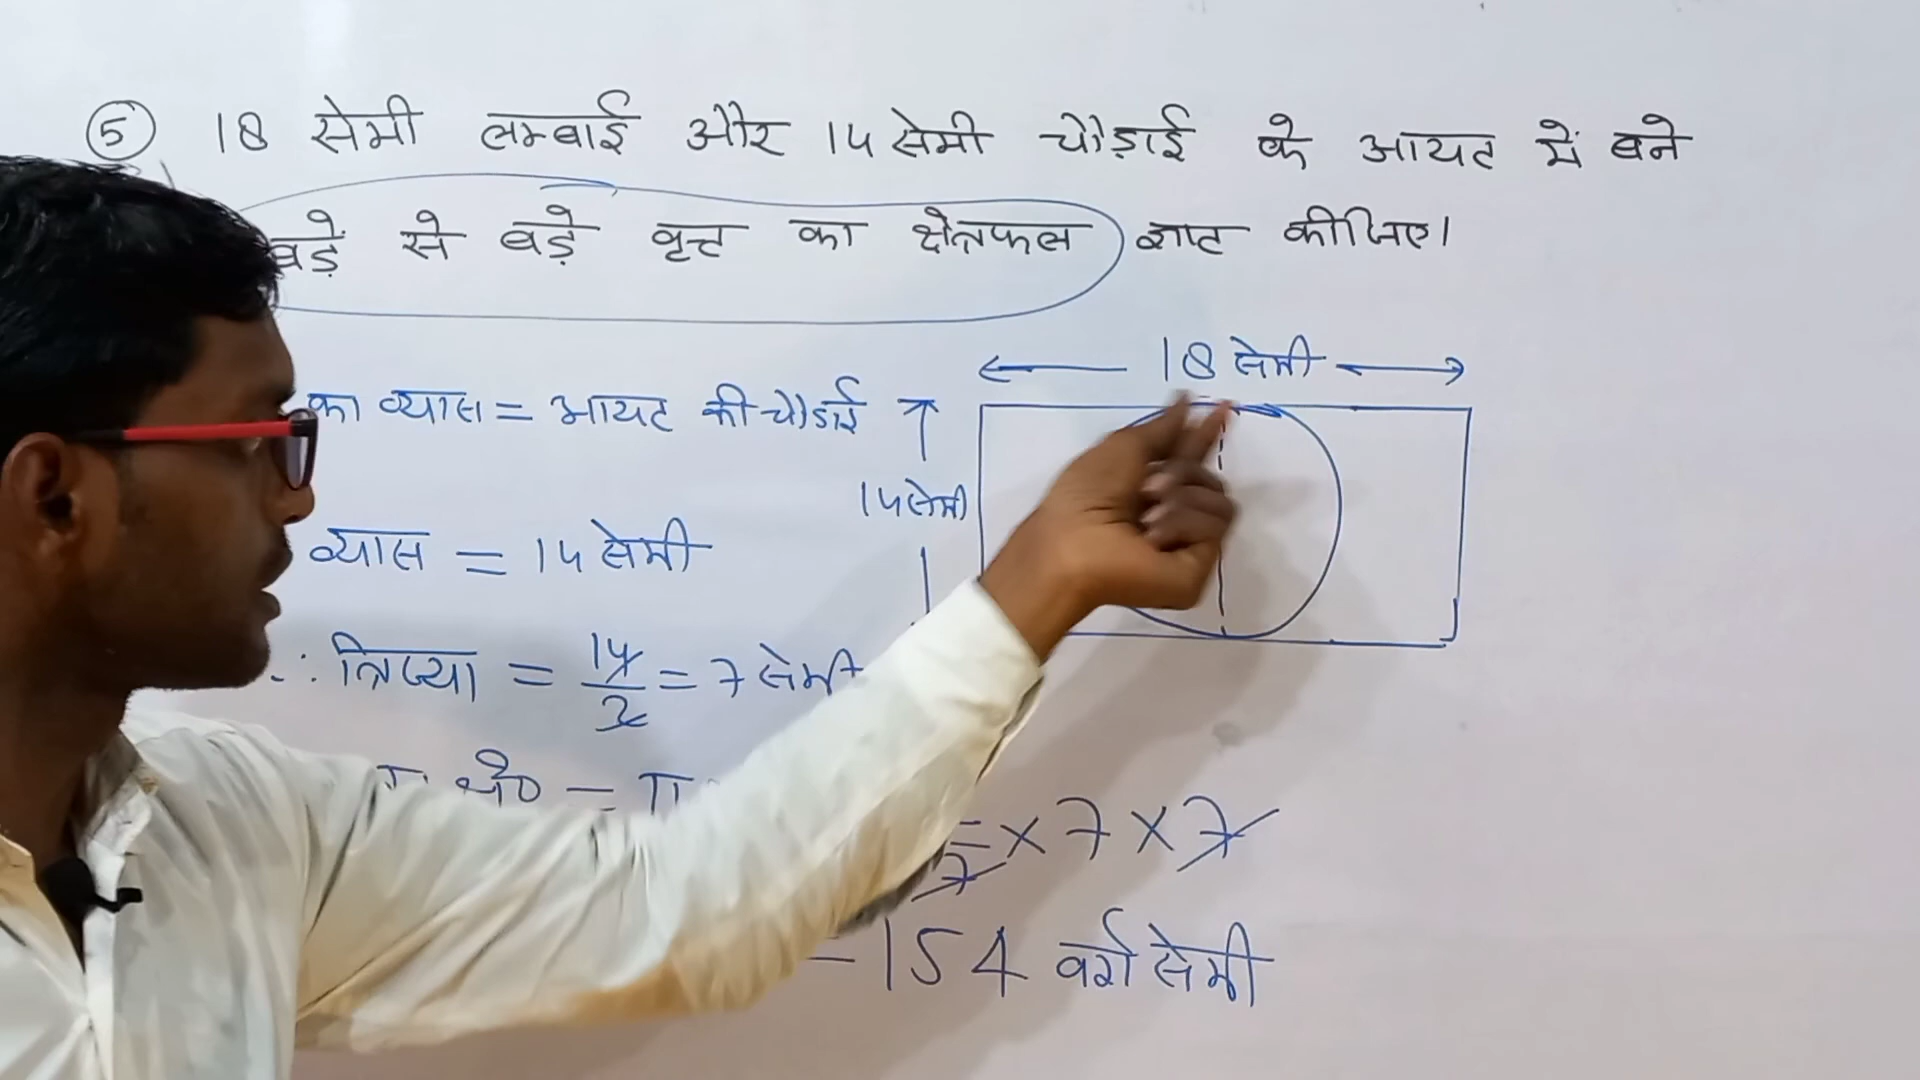 ⑤ 18 सेमी लम्बाई और 14 सेमी चौड़ाई के आयत में बने
बड़े से बड़े वृत्त का क्षेत्रफल ज्ञात कीजिए।
18 सेमी
का व्यास = आयत की चौड़ाई
14 सेमी
व्यास = 14 सेमी
∴ त्रिज्या = 14/2 = 7 सेमी
क्षे० = π
× 7 × 7
= 154 वर्ग सेमी